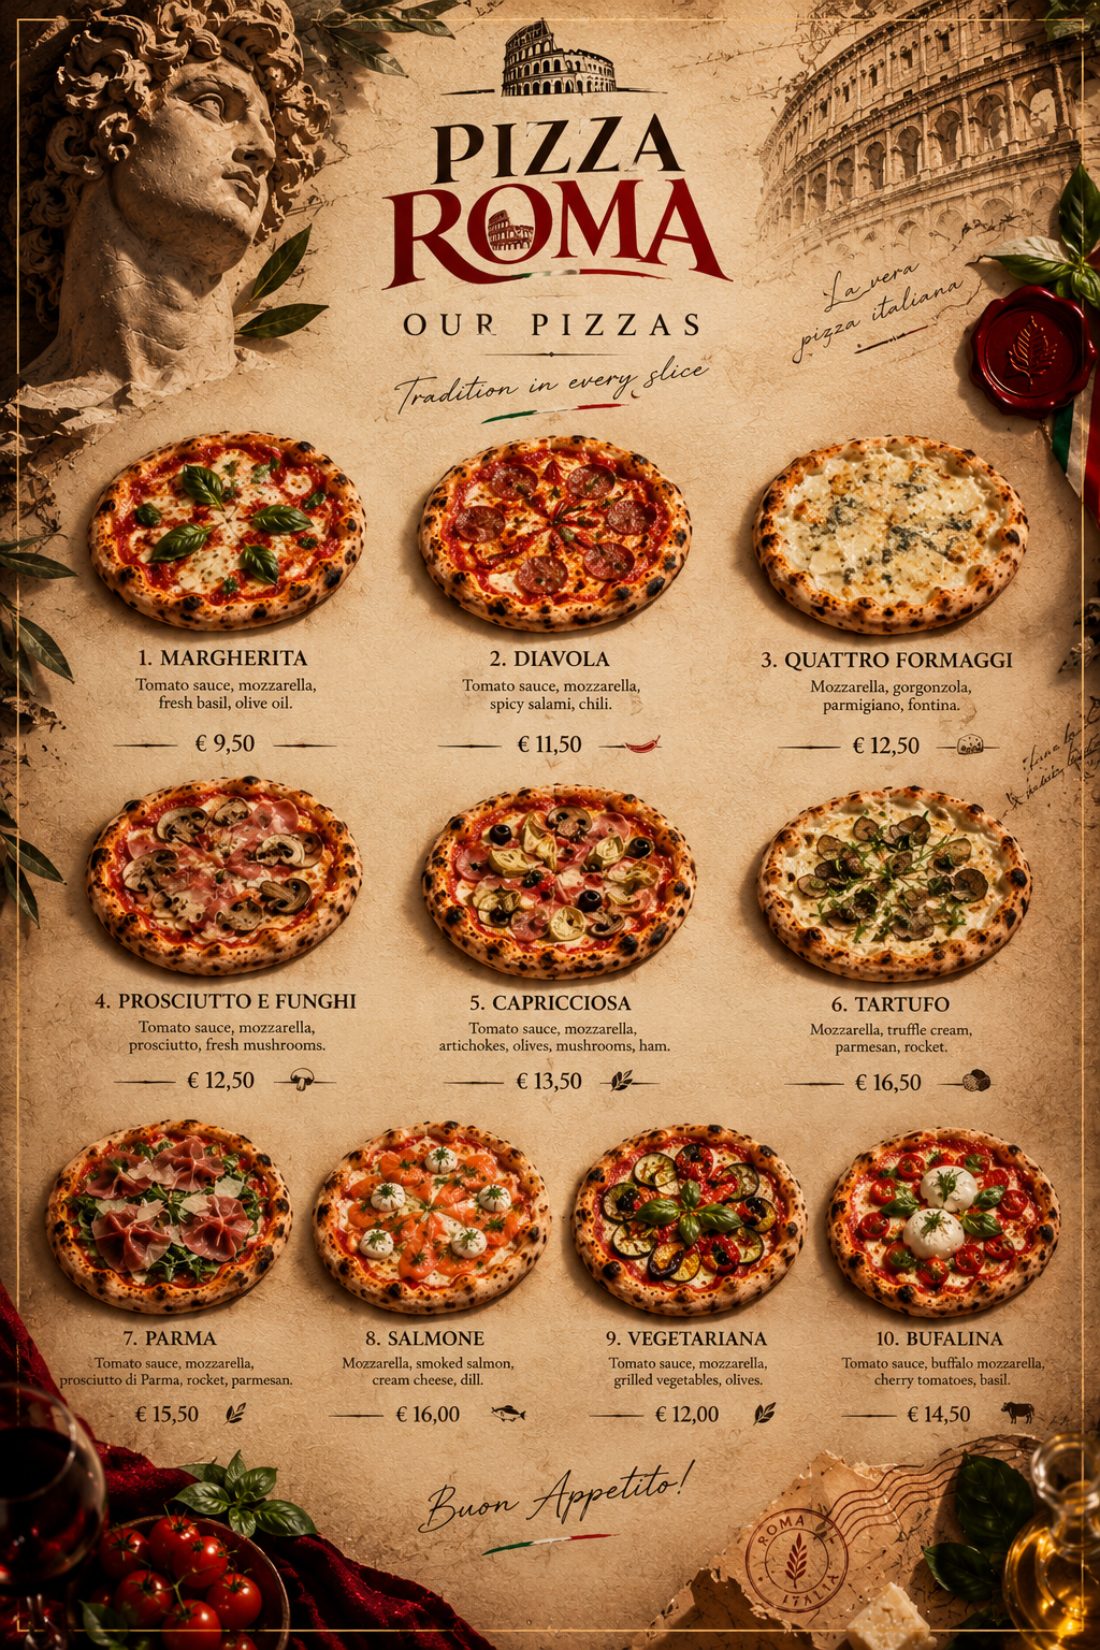 PIZZA
ROMA
OUR PIZZAS
Tradition in every slice
La vera
pizza italiana
1. MARGHERITA
Tomato sauce, mozzarella,
fresh basil, olive oil.
€ 9,50
2. DIAVOLA
Tomato sauce, mozzarella,
spicy salami, chili.
€ 11,50
3. QUATTRO FORMAGGI
Mozzarella, gorgonzola,
parmigiano, fontina.
€ 12,50
4. PROSCIUTTO E FUNGHI
Tomato sauce, mozzarella,
prosciutto, fresh mushrooms.
€ 12,50
5. CAPRICCIOSA
Tomato sauce, mozzarella,
artichokes, olives, mushrooms, ham.
€ 13,50
6. TARTUFO
Mozzarella, truffle cream,
parmesan, rocket.
€ 16,50
7. PARMA
Tomato sauce, mozzarella,
prosciutto di Parma, rocket, parmesan.
€ 15,50
8. SALMONE
Mozzarella, smoked salmon,
cream cheese, dill.
€ 16,00
9. VEGETARIANA
Tomato sauce, mozzarella,
grilled vegetables, olives.
€ 12,00
10. BUFALINA
Tomato sauce, buffalo mozzarella,
cherry tomatoes, basil.
€ 14,50
Buon Appetito!
ROMA
ITALIA